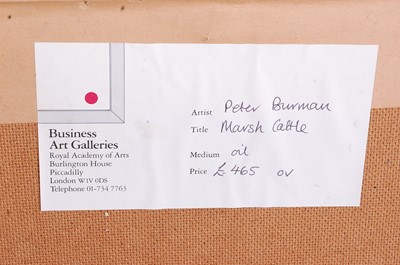 Business
Art Galleries
Royal Academy of Arts
Burlington House
Piccadilly
London W1V 0DS
Telephone 01-734 7763
Artist Peter Burman
Title Marsh Cattle
Medium oil
Price £465 ov